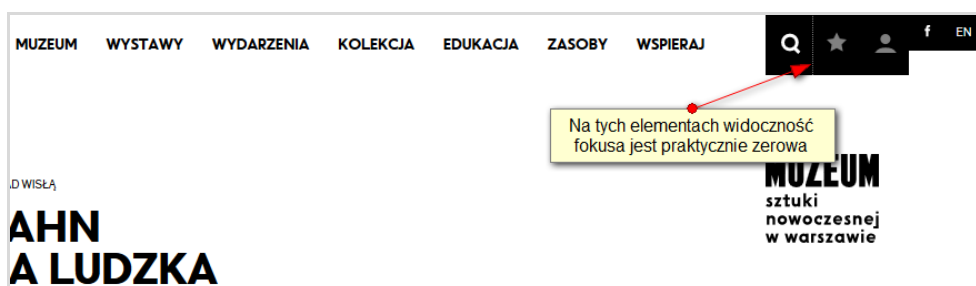 MUZEUM WYSTAWY WYDARZENIA KOLEKCJA EDUKACJA ZASOBY WSPIERAJ f EN
Na tych elementach widoczność
fokusa jest praktycznie zerowa
MUZEUM
sztuki
nowoczesnej
w warszawie
D WISŁĄ
AHN
A LUDZKA